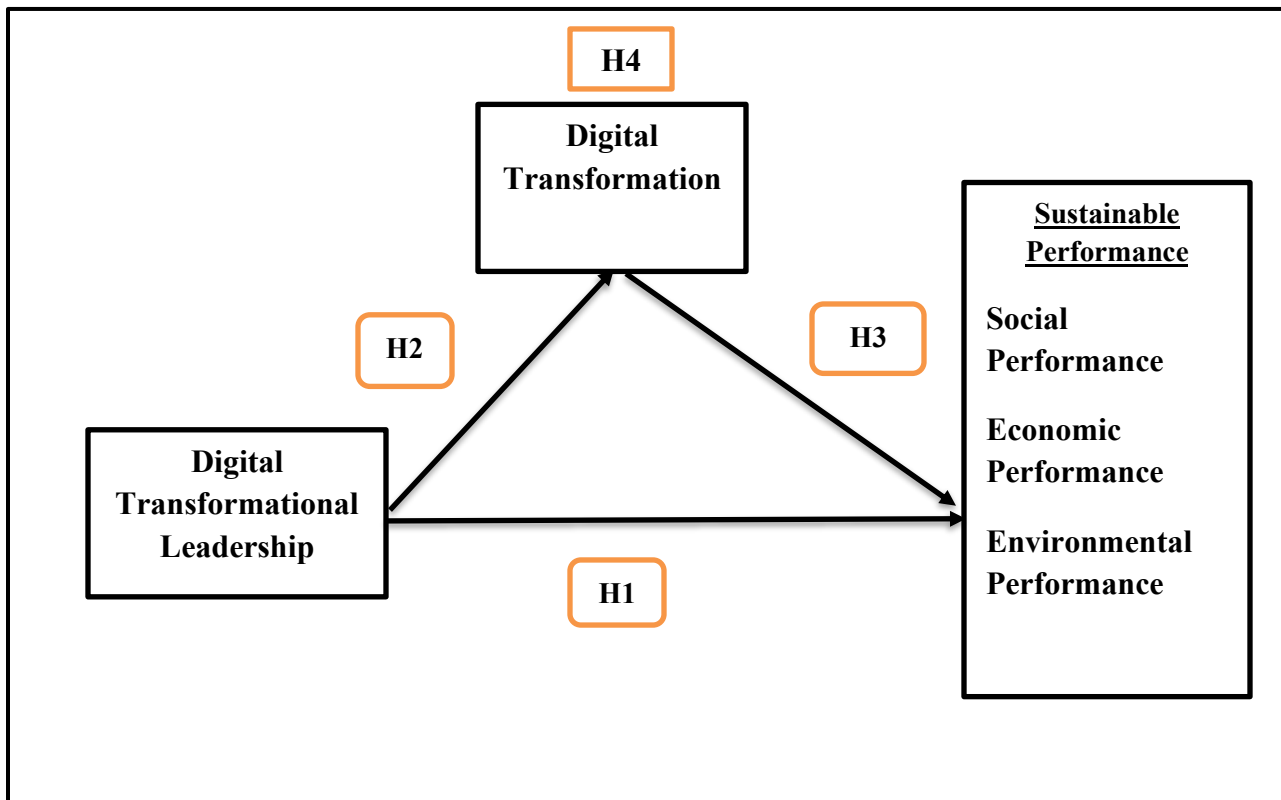 H4
Digital
Transformation
Sustainable
Performance
Social
Performance
Economic
Performance
Environmental
Performance
H2
H3
Digital
Transformational
Leadership
H1